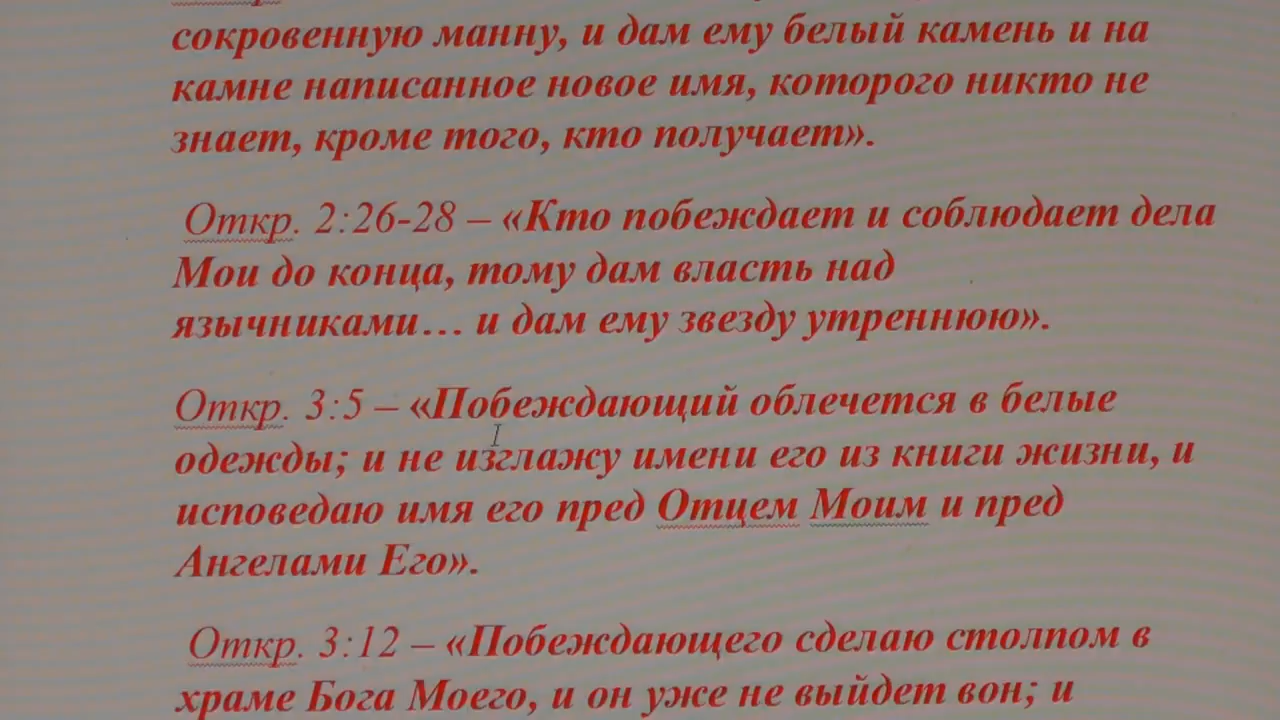 сокровенную манну, и дам ему белый камень и на
камне написанное новое имя, которого никто не
знает, кроме того, кто получает».
Откр. 2:26-28 – «Кто побеждает и соблюдает дела
Мои до конца, тому дам власть над
язычниками… и дам ему звезду утреннюю».
Откр. 3:5 – «Побеждающий облечется в белые
одежды; и не изглажу имени его из книги жизни, и
исповедаю имя его пред Отцем Моим и пред
Ангелами Его».
Откр. 3:12 – «Побеждающего сделаю столпом в
храме Бога Моего, и он уже не выйдет вон; и